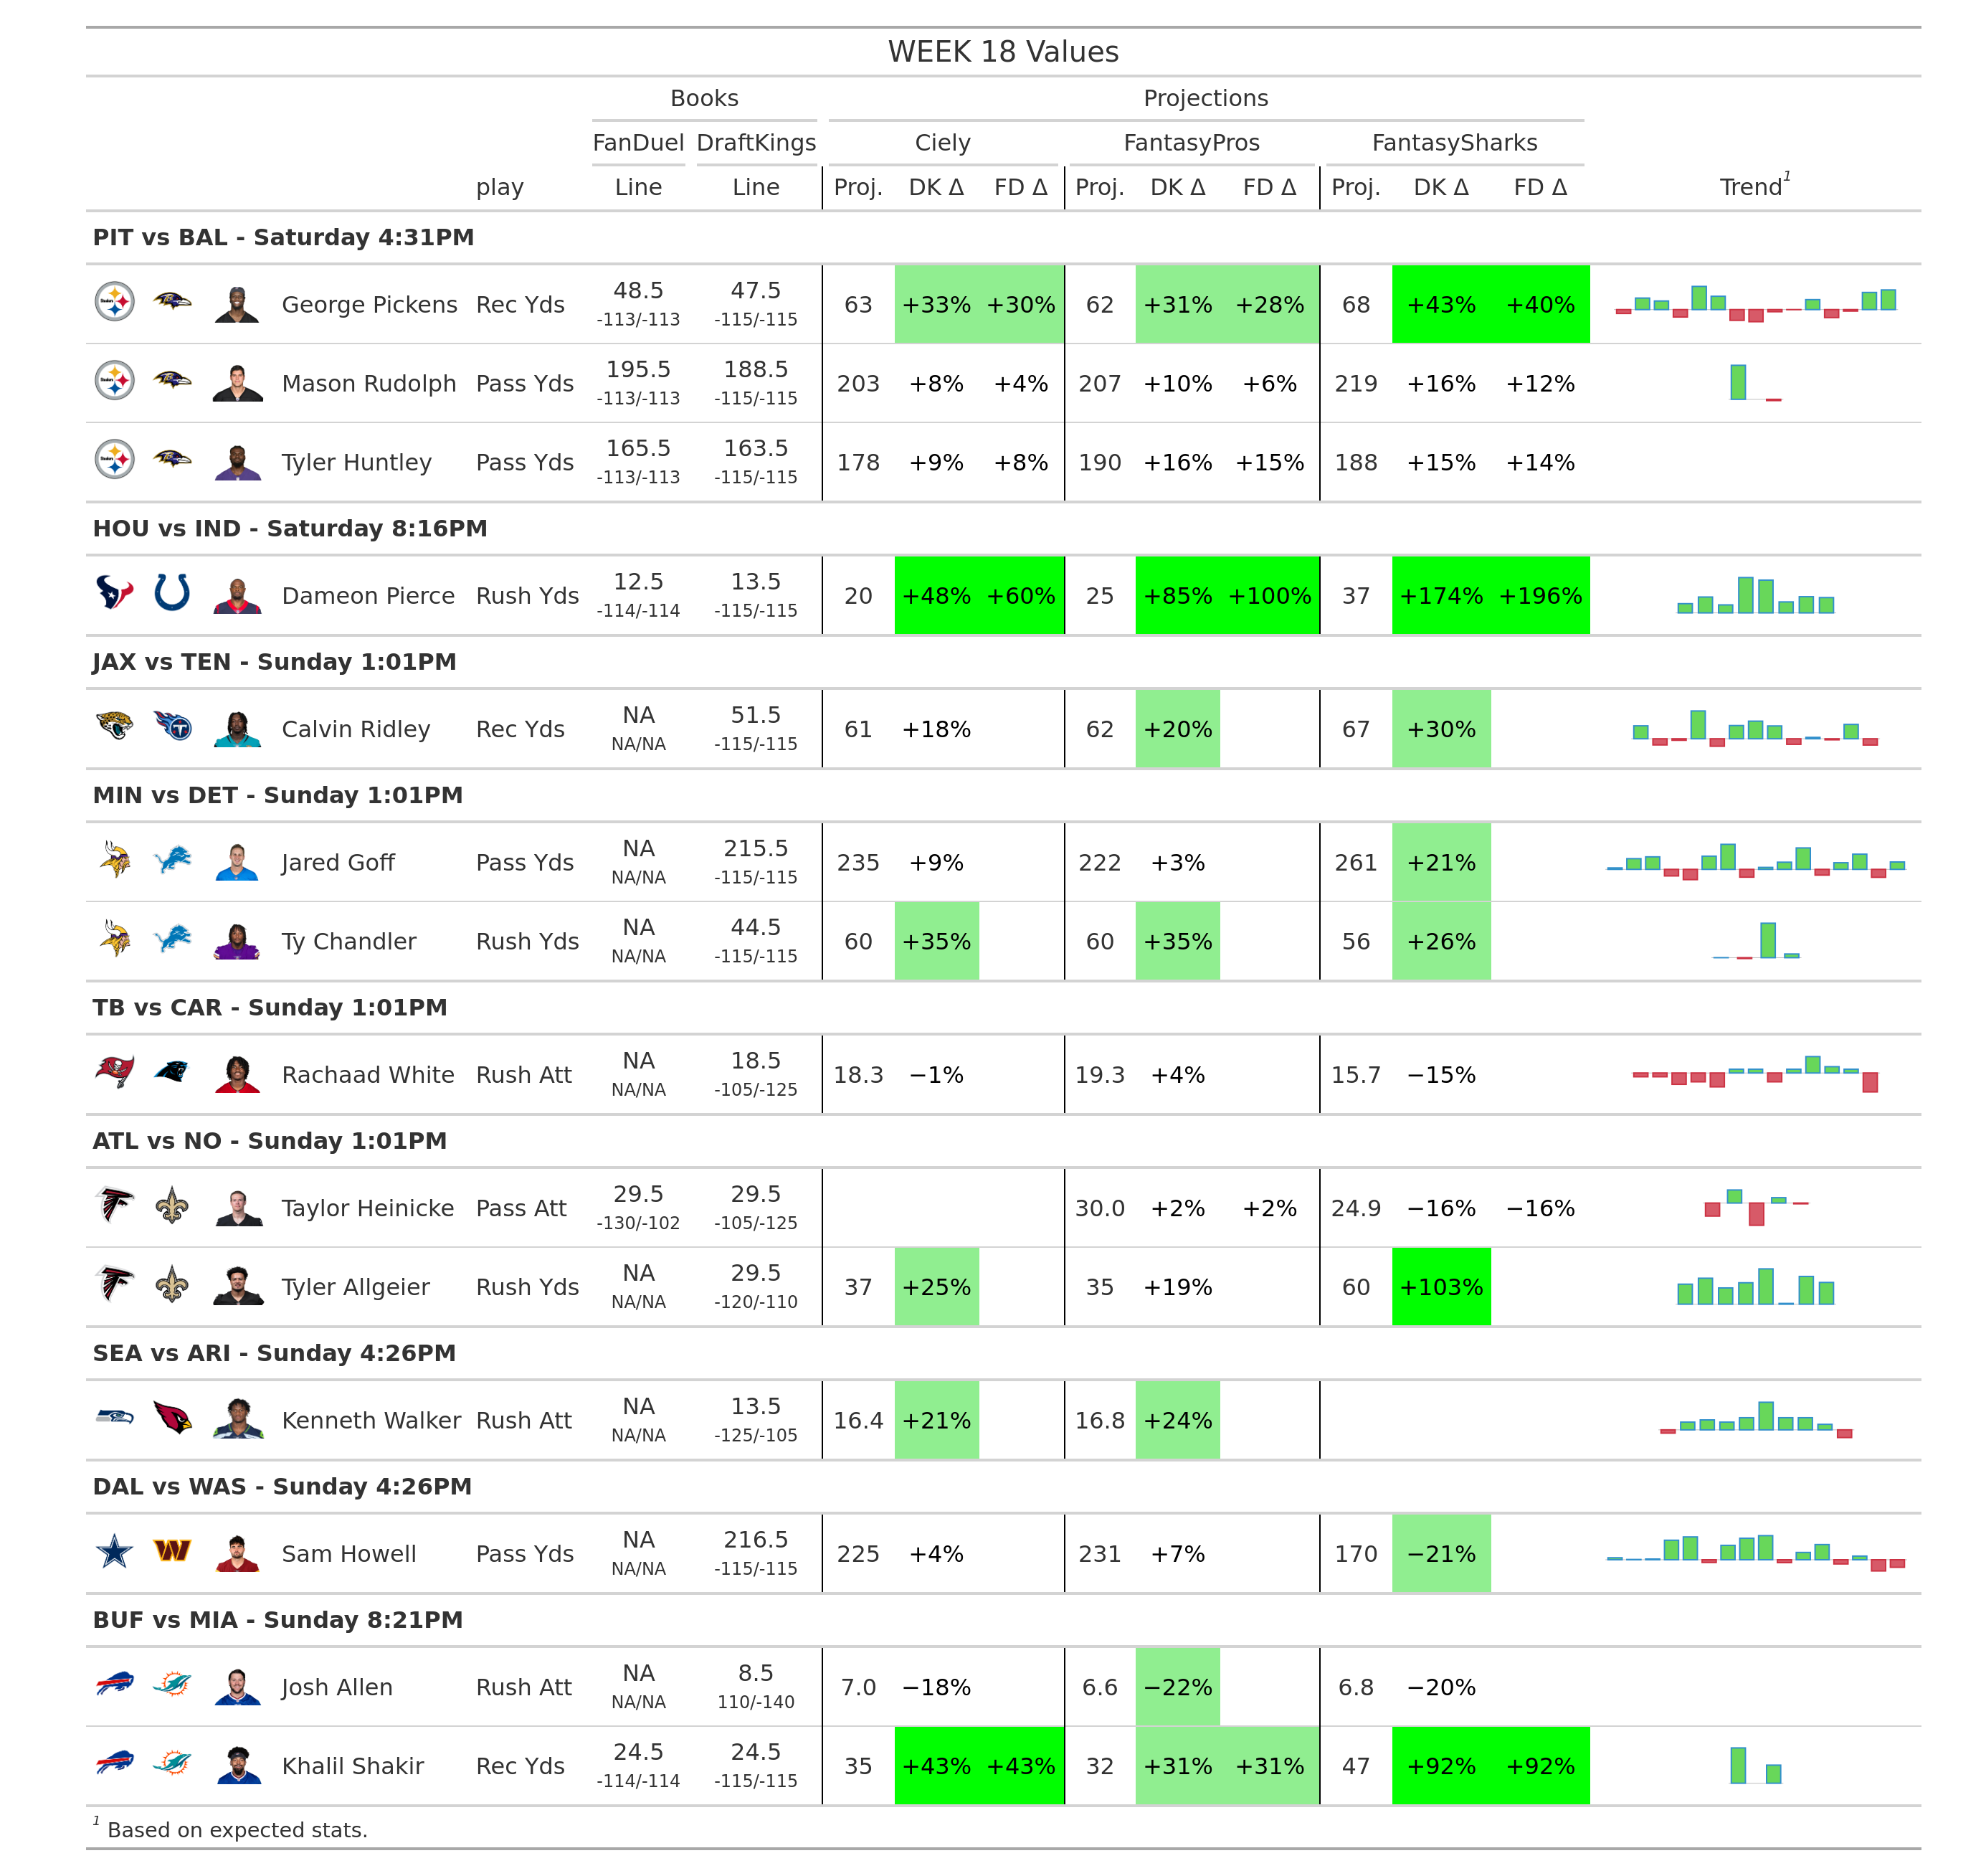 WEEK 18 Values
Books Projections
FanDuel DraftKings Ciely FantasyPros FantasySharks
play Line Line Proj. DK Δ FD Δ Proj. DK Δ FD Δ Proj. DK Δ FD Δ Trend1
PIT vs BAL - Saturday 4:31PM
George Pickens Rec Yds 48.5 47.5 63 +33% +30% 62 +31% +28% 68 +43% +40%
-113/-113 -115/-115
Mason Rudolph Pass Yds 195.5 188.5 203 +8% +4% 207 +10% +6% 219 +16% +12%
-113/-113 -115/-115
Tyler Huntley Pass Yds 165.5 163.5 178 +9% +8% 190 +16% +15% 188 +15% +14%
-113/-113 -115/-115
HOU vs IND - Saturday 8:16PM
Dameon Pierce Rush Yds 12.5 13.5 20 +48% +60% 25 +85% +100% 37 +174% +196%
-114/-114 -115/-115
JAX vs TEN - Sunday 1:01PM
Calvin Ridley Rec Yds NA 51.5 61 +18% 62 +20% 67 +30%
NA/NA -115/-115
MIN vs DET - Sunday 1:01PM
Jared Goff Pass Yds NA 215.5 235 +9% 222 +3% 261 +21%
NA/NA -115/-115
Ty Chandler Rush Yds NA 44.5 60 +35% 60 +35% 56 +26%
NA/NA -115/-115
TB vs CAR - Sunday 1:01PM
Rachaad White Rush Att NA 18.5 18.3 −1% 19.3 +4% 15.7 −15%
NA/NA -105/-125
ATL vs NO - Sunday 1:01PM
Taylor Heinicke Pass Att 29.5 29.5 30.0 +2% +2% 24.9 −16% −16%
-130/-102 -105/-125
Tyler Allgeier Rush Yds NA 29.5 37 +25% 35 +19% 60 +103%
NA/NA -120/-110
SEA vs ARI - Sunday 4:26PM
Kenneth Walker Rush Att NA 13.5 16.4 +21% 16.8 +24%
NA/NA -125/-105
DAL vs WAS - Sunday 4:26PM
Sam Howell Pass Yds NA 216.5 225 +4% 231 +7% 170 −21%
NA/NA -115/-115
BUF vs MIA - Sunday 8:21PM
Josh Allen Rush Att NA 8.5 7.0 −18% 6.6 −22% 6.8 −20%
NA/NA 110/-140
Khalil Shakir Rec Yds 24.5 24.5 35 +43% +43% 32 +31% +31% 47 +92% +92%
-114/-114 -115/-115
1 Based on expected stats.